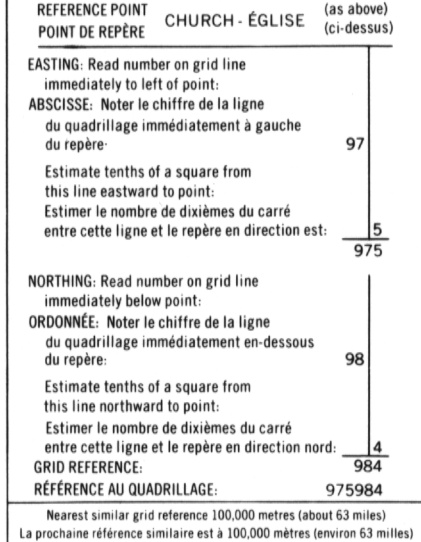 REFERENCE POINT CHURCH - ÉGLISE (as above)
POINT DE REPÈRE (ci-dessus)
EASTING: Read number on grid line
immediately to left of point:
ABSCISSE: Noter le chiffre de la ligne
du quadrillage immédiatement à gauche
du repère· 97
Estimate tenths of a square from
this line eastward to point:
Estimer le nombre de dixièmes du carré
entre cette ligne et le repère en direction est: 5
975
NORTHING: Read number on grid line
immediately below point:
ORDONNÉE: Noter le chiffre de la ligne
du quadrillage immédiatement en-dessous
du repère: 98
Estimate tenths of a square from
this line northward to point:
Estimer le nombre de dixièmes du carré
entre cette ligne et le repère en direction nord: 4
GRID REFERENCE: 984
RÉFÉRENCE AU QUADRILLAGE: 975984
Nearest similar grid reference 100,000 metres (about 63 miles)
La prochaine référence similaire est à 100,000 mètres (environ 63 milles)